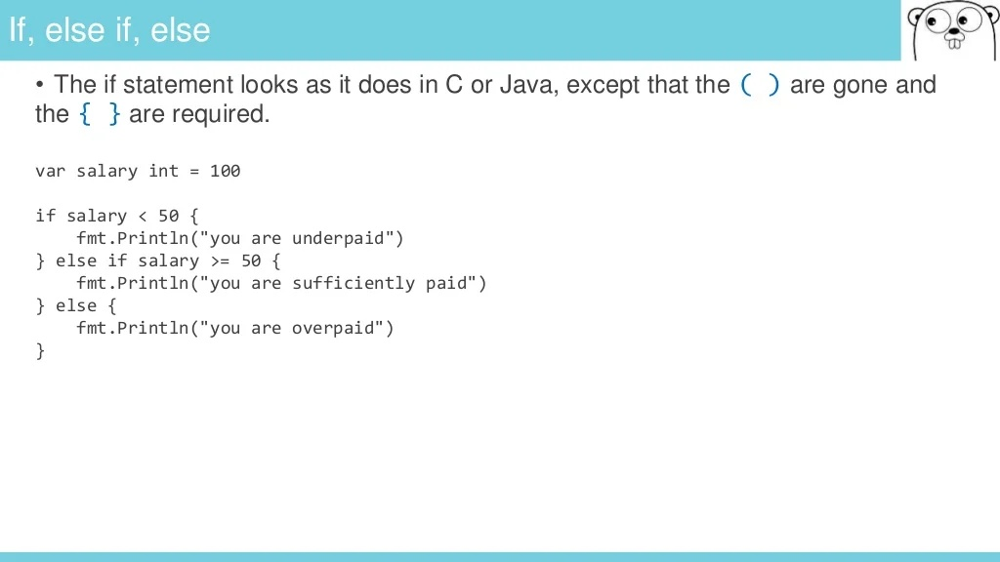 If, else if, else
• The if statement looks as it does in C or Java, except that the ( ) are gone and
the { } are required.
var salary int = 100
if salary < 50 {
    fmt.Println("you are underpaid")
} else if salary >= 50 {
    fmt.Println("you are sufficiently paid")
} else {
    fmt.Println("you are overpaid")
}